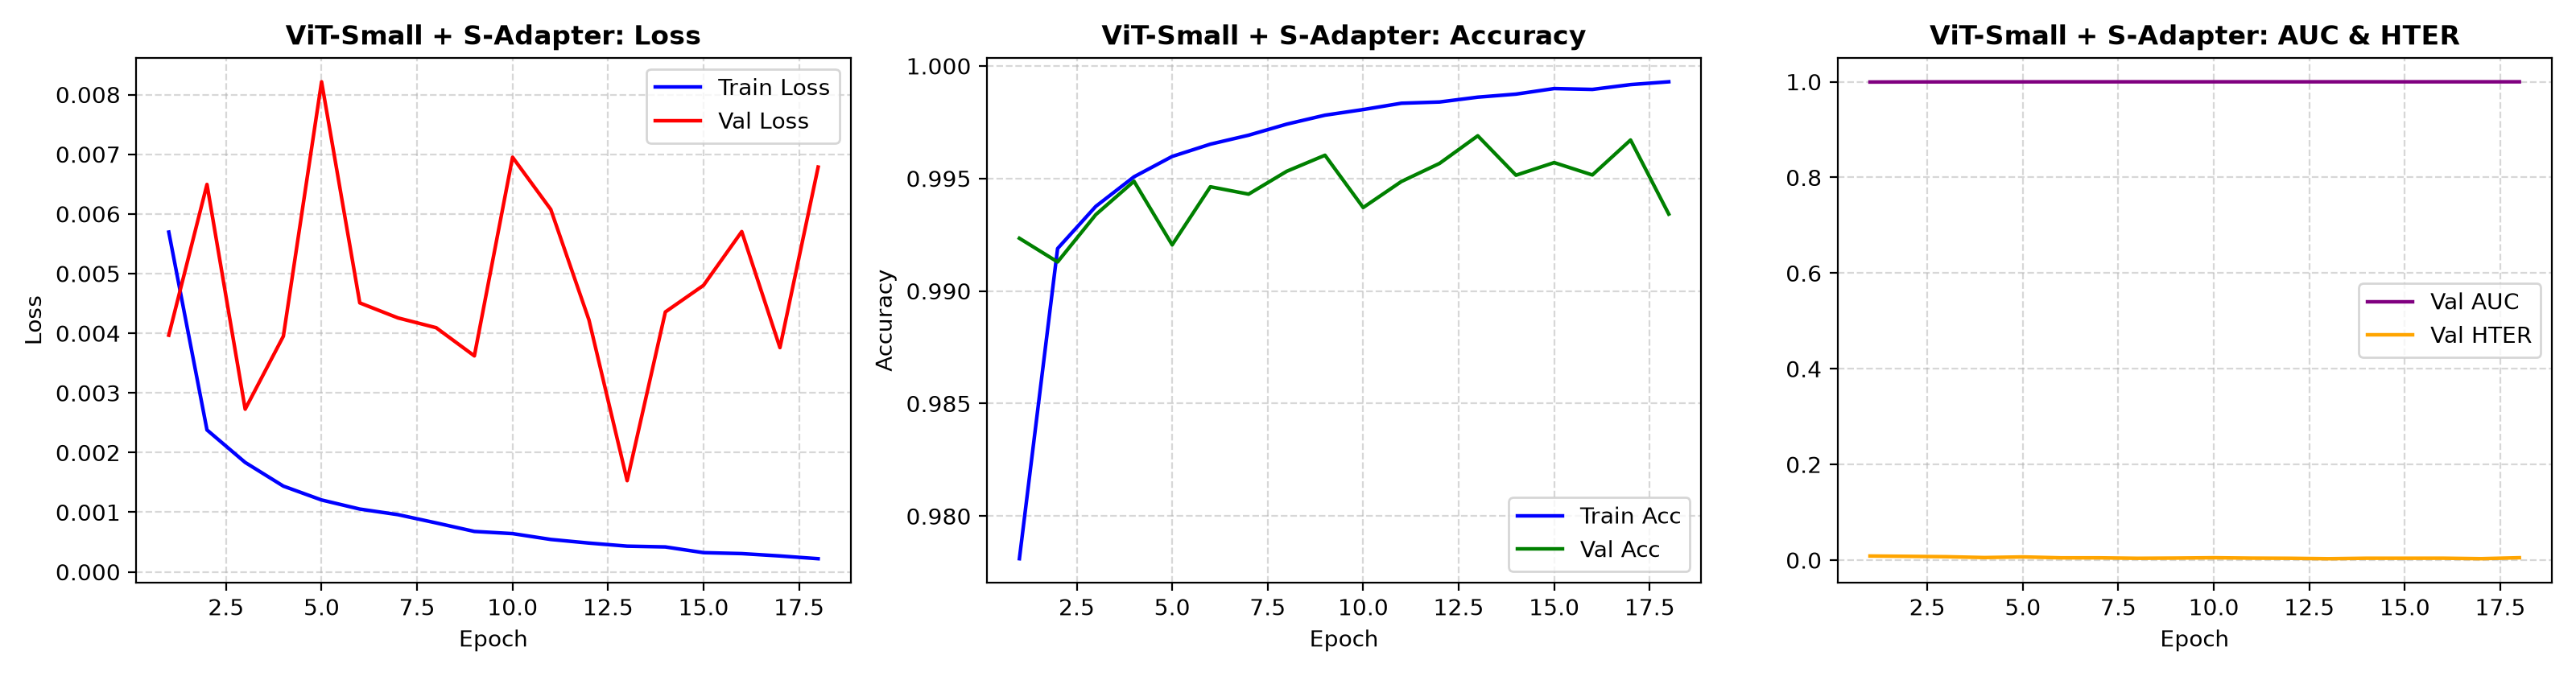 ViT-Small + S-Adapter: Loss
0.008
0.007
0.006
0.005
0.004
0.003
0.002
0.001
0.000
Loss
Train Loss
Val Loss
2.5 5.0 7.5 10.0 12.5 15.0 17.5
Epoch
ViT-Small + S-Adapter: Accuracy
1.000
0.995
0.990
0.985
0.980
Accuracy
Train Acc
Val Acc
2.5 5.0 7.5 10.0 12.5 15.0 17.5
Epoch
ViT-Small + S-Adapter: AUC & HTER
1.0
0.8
0.6
0.4
0.2
0.0
Val AUC
Val HTER
2.5 5.0 7.5 10.0 12.5 15.0 17.5
Epoch